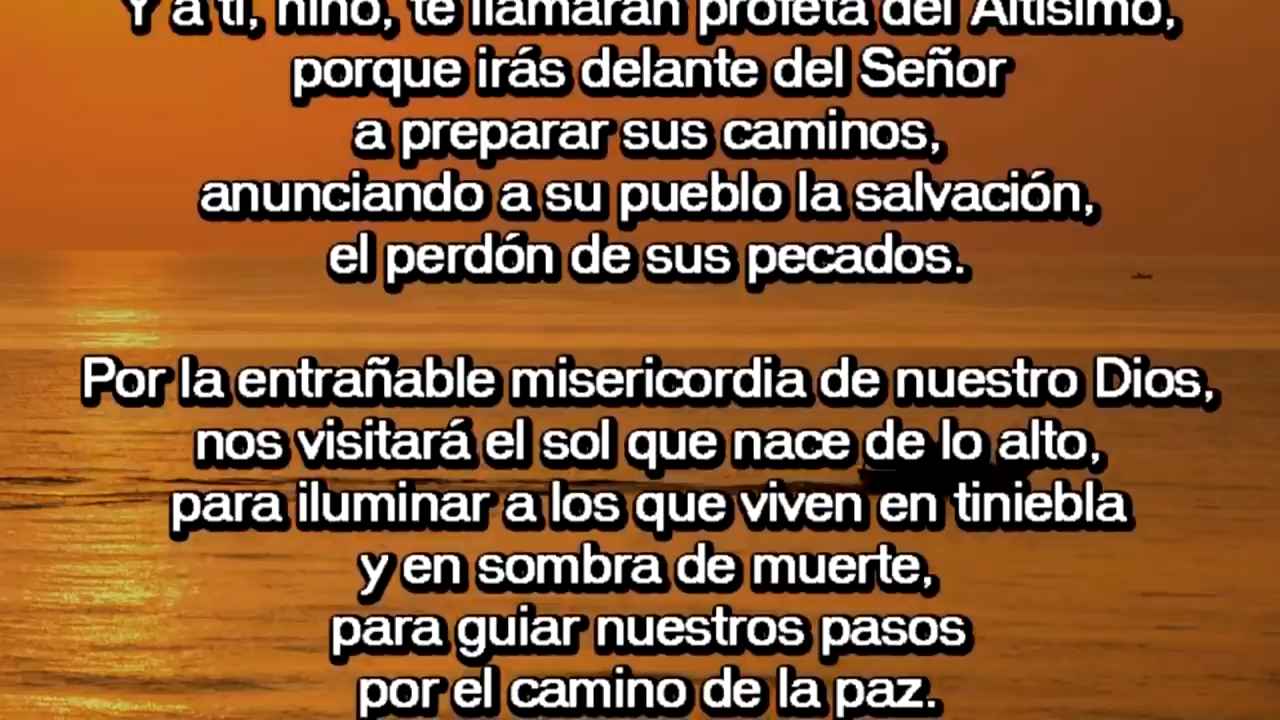 Y a ti, niño, te llamarán profeta del Altísimo,
porque irás delante del Señor
a preparar sus caminos,
anunciando a su pueblo la salvación,
el perdón de sus pecados.
Por la entrañable misericordia de nuestro Dios,
nos visitará el sol que nace de lo alto,
para iluminar a los que viven en tiniebla
y en sombra de muerte,
para guiar nuestros pasos
por el camino de la paz.